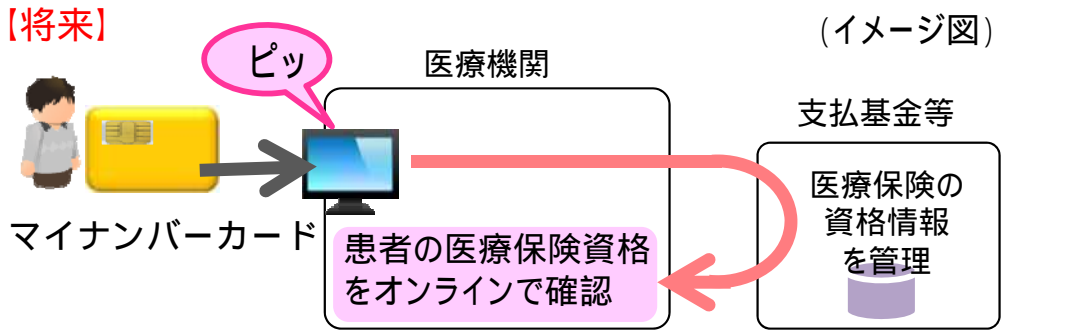 【将来】
(イメージ図)
ピッ
医療機関
支払基金等
医療保険の
資格情報
を管理
マイナンバーカード
患者の医療保険資格
をオンラインで確認